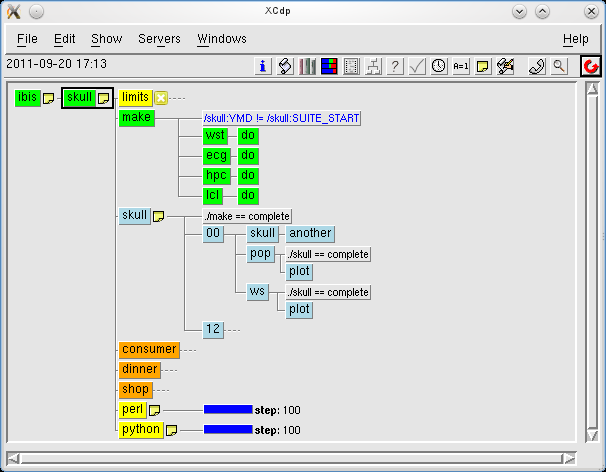 XCdp
File Edit Show Servers Windows Help
2011-09-20 17:13
i ? A=1
ibis skull limits
make /skull:YMD != /skull:SUITE_START
wst do
ecg do
hpc do
lcl do
skull ./make == complete
00 skull another
pop ./skull == complete
plot
ws ./skull == complete
plot
12
consumer
dinner
shop
perl step: 100
python step: 100